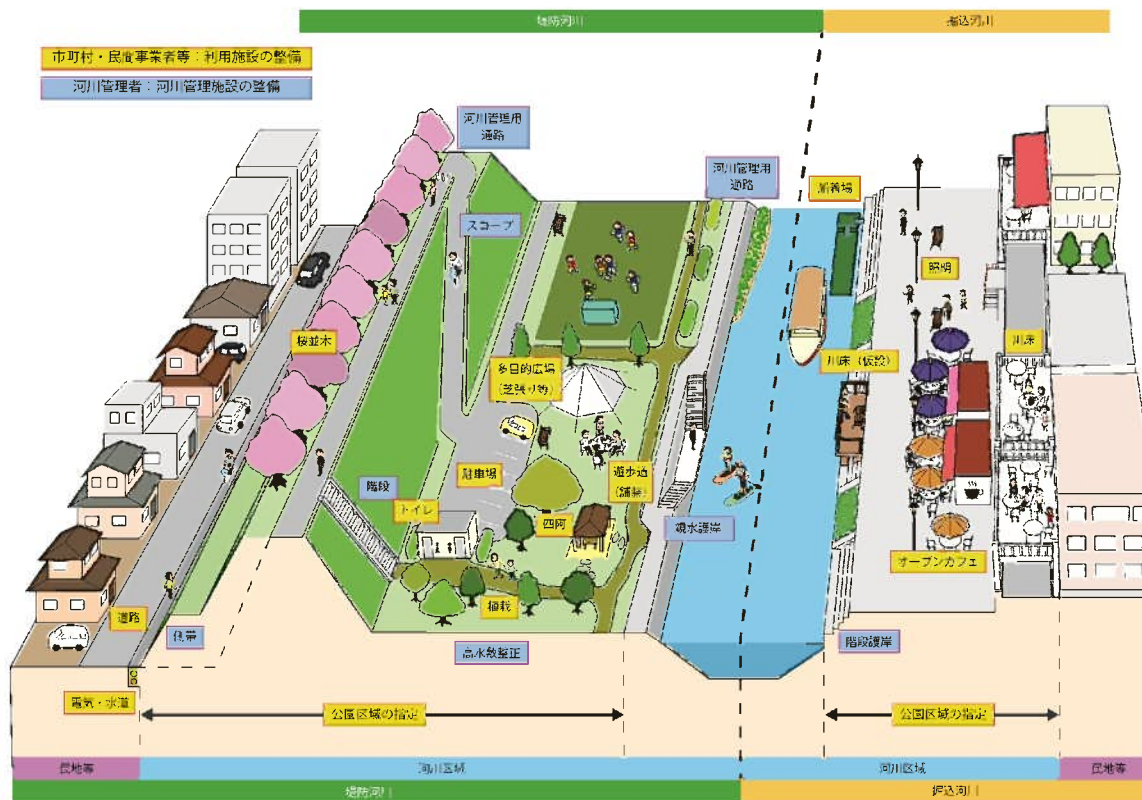 堤防河川
掘込河川
市町村・民間事業者等：利用施設の整備
河川管理者：河川管理施設の整備
河川管理用
通路
河川管理用
通路
船着場
スロープ
照明
桜並木
多目的広場
(芝張り等)
川床（仮設）
川床
駐車場
遊歩道
(舗装)
階段
トイレ
四阿
親水護岸
オープンカフェ
植栽
道路
側帯
高水敷整正
階段護岸
電気・水道
公園区域の指定
公園区域の指定
民地等
河川区域
河川区域
民地等
堤防河川
掘込河川